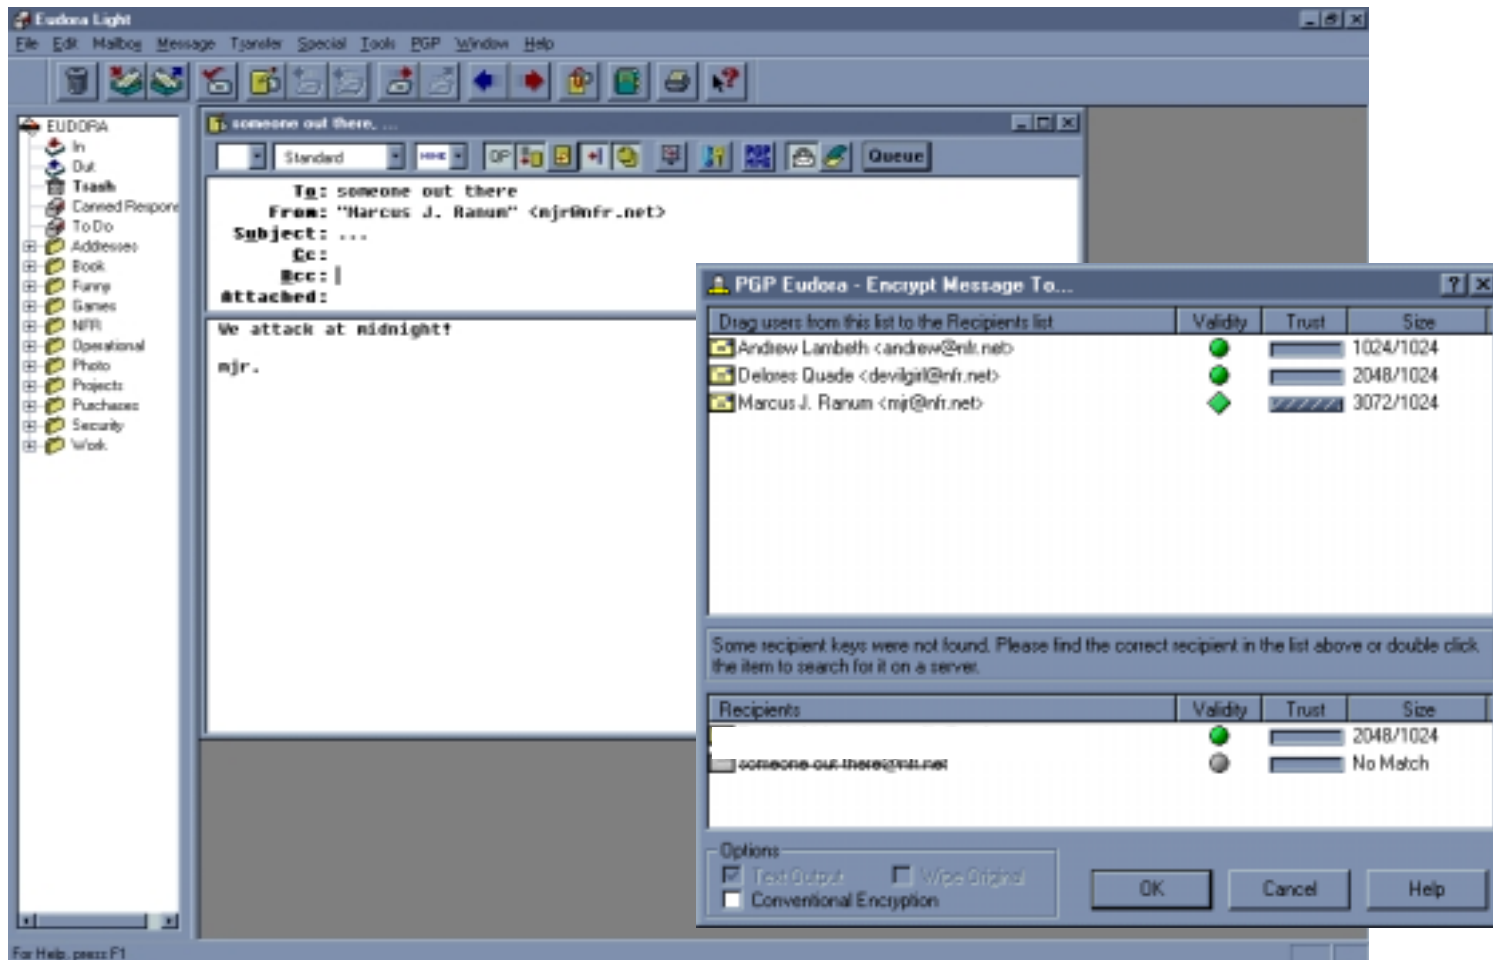 Eudora Light
File Edit Mailbox Message Transfer Special Tools PGP Window Help
EUDORA
In
Out
Trash
Canned Respon
To Do
Addresses
Book
Funny
Games
NFR
Operational
Photo
Projects
Purchases
Security
Work
For Help, press F1
someone out there, ...
Standard MIME QP PGP MIME Queue
To: someone out there
From: "Marcus J. Ranum" <mjr@nfr.net>
Subject: ...
Cc:
Bcc:
Attached:
We attack at midnight!
mjr.
PGP Eudora - Encrypt Message To...
Drag users from this list to the Recipients list Validity Trust Size
Andrew Lambeth <andrew@nfr.net> 1024/1024
Delores Quade <devilgirl@nfr.net> 2048/1024
Marcus J. Ranum <mjr@nfr.net> 3072/1024
Some recipient keys were not found. Please find the correct recipient in the list above or double click
the item to search for it on a server.
Recipients Validity Trust Size
2048/1024
someone out there@nfr.net No Match
Options
Text Output Wipe Original
Conventional Encryption
OK Cancel Help